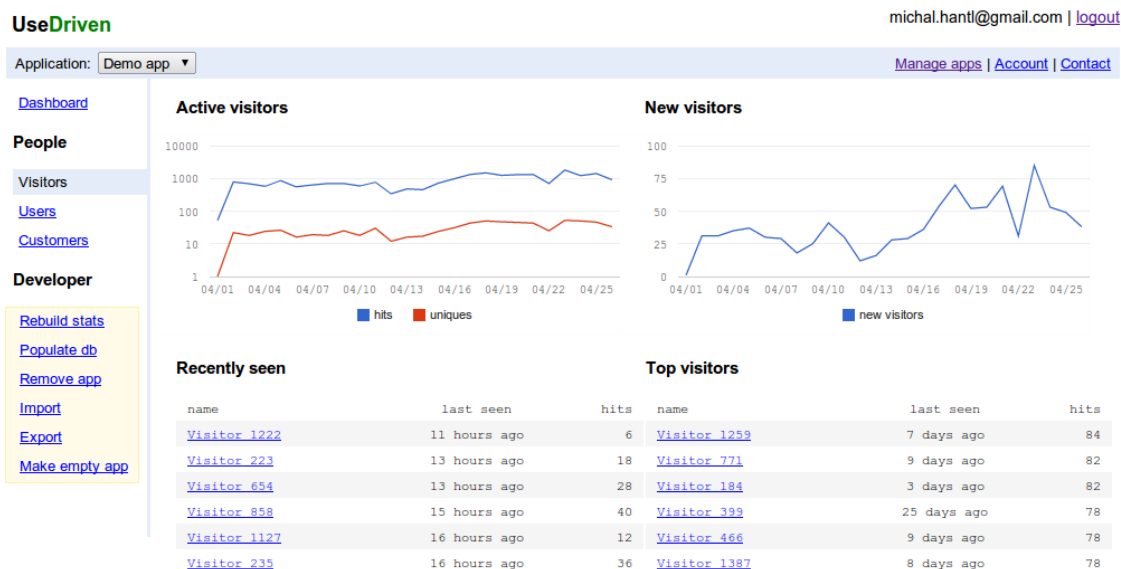 UseDriven
michal.hantl@gmail.com | logout
Application: Demo app ▼
Manage apps | Account | Contact
Dashboard
People
Visitors
Users
Customers
Developer
Rebuild stats
Populate db
Remove app
Import
Export
Make empty app
Active visitors
10000
1000
100
10
1
04/01 04/04 04/07 04/10 04/13 04/16 04/19 04/22 04/25
hits uniques
New visitors
100
75
50
25
0
04/01 04/04 04/07 04/10 04/13 04/16 04/19 04/22 04/25
new visitors
Recently seen
name last seen hits
Visitor 1222 11 hours ago 6
Visitor 223 13 hours ago 18
Visitor 654 13 hours ago 28
Visitor 858 15 hours ago 40
Visitor 1127 16 hours ago 12
Visitor 235 16 hours ago 36
Top visitors
name last seen hits
Visitor 1259 7 days ago 84
Visitor 771 9 days ago 82
Visitor 184 3 days ago 82
Visitor 399 25 days ago 78
Visitor 466 9 days ago 78
Visitor 1387 8 days ago 78